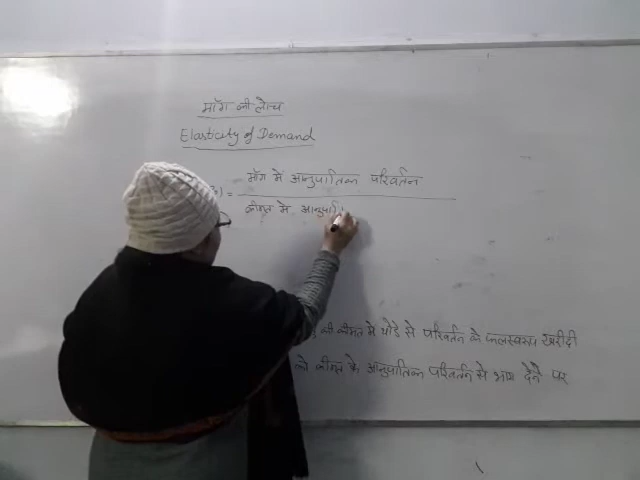 माँग की लोच
Elasticity of Demand
= माँग में आनुपातिक परिवर्तन
कीमत में आनुपाति
की कीमत में थोडे से परिवर्तन के फलस्वरूप खरीदी
को कीमत के आनुपातिक परिवर्तन से भाग देने पर